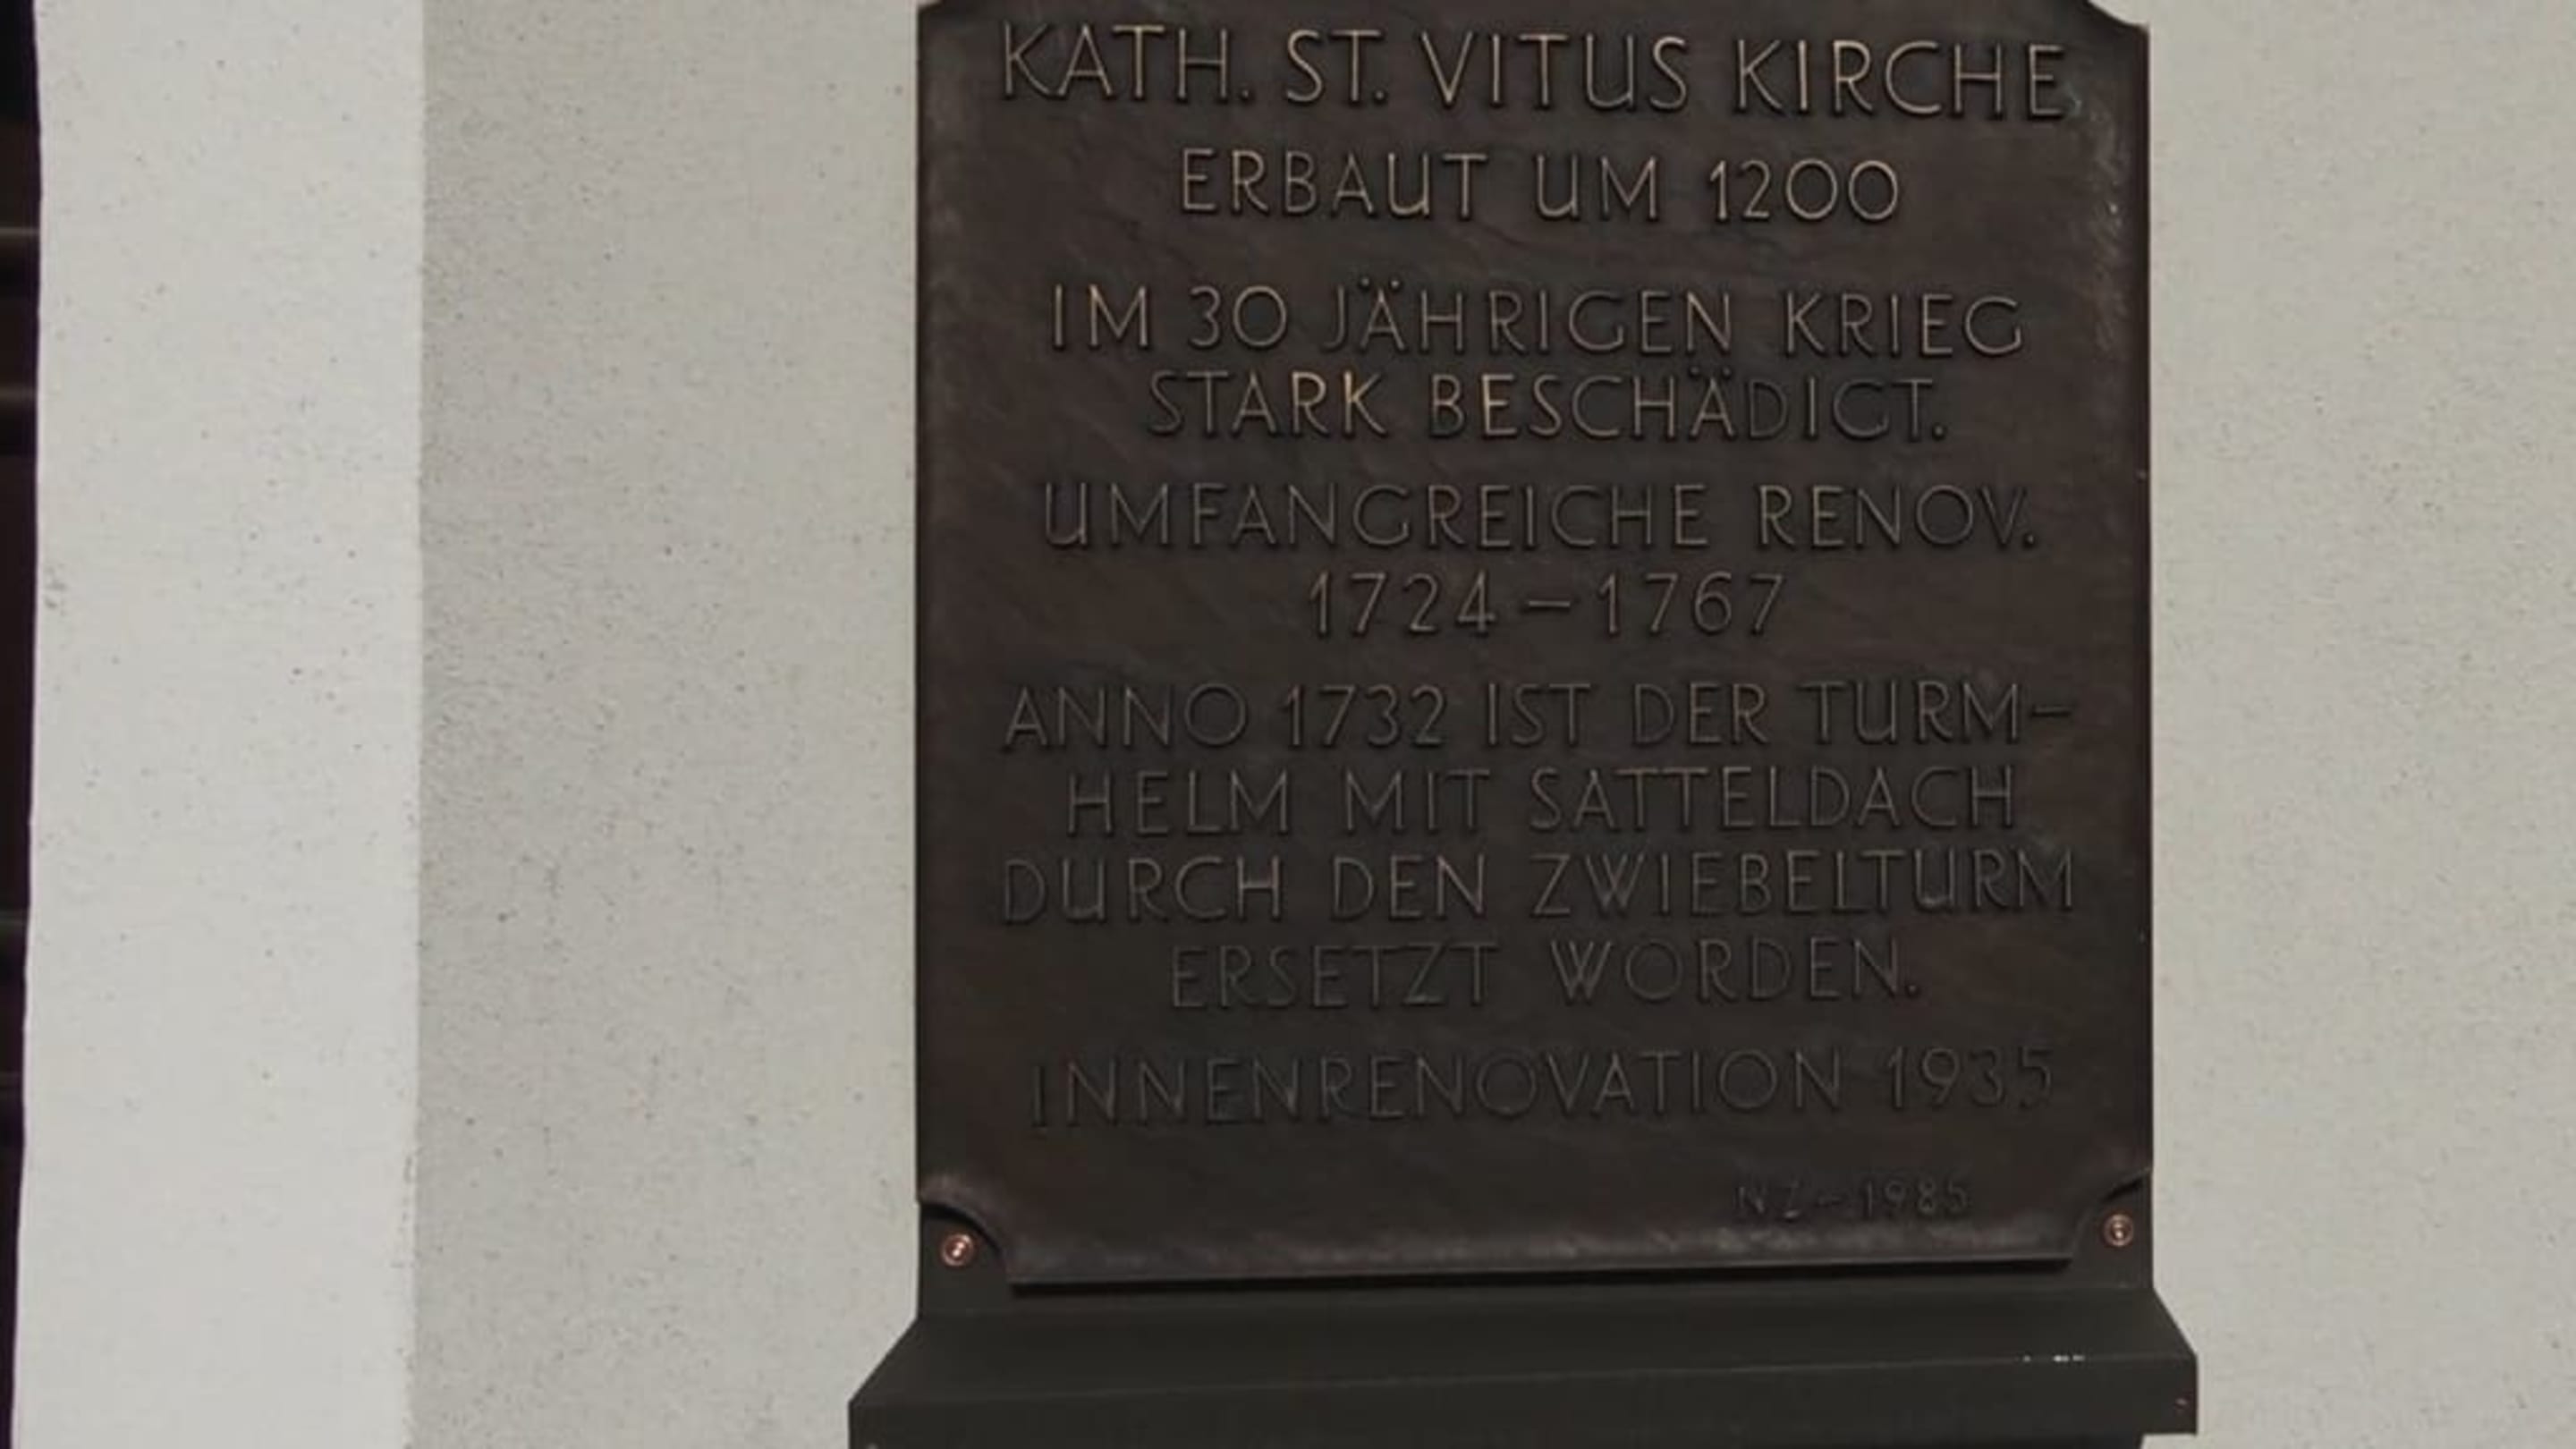 KATH. ST. VITUS KIRCHE
ERBAUT UM 1200
IM 30 JÄHRIGEN KRIEG
STARK BESCHÄDIGT.
UMFANGREICHE RENOV.
1724-1767
ANNO 1732 IST DER TURM-
HELM MIT SATTELDACH
DURCH DEN ZWIEBELTURM
ERSETZT WORDEN.
INNENRENOVATION 1935
NZ-1985